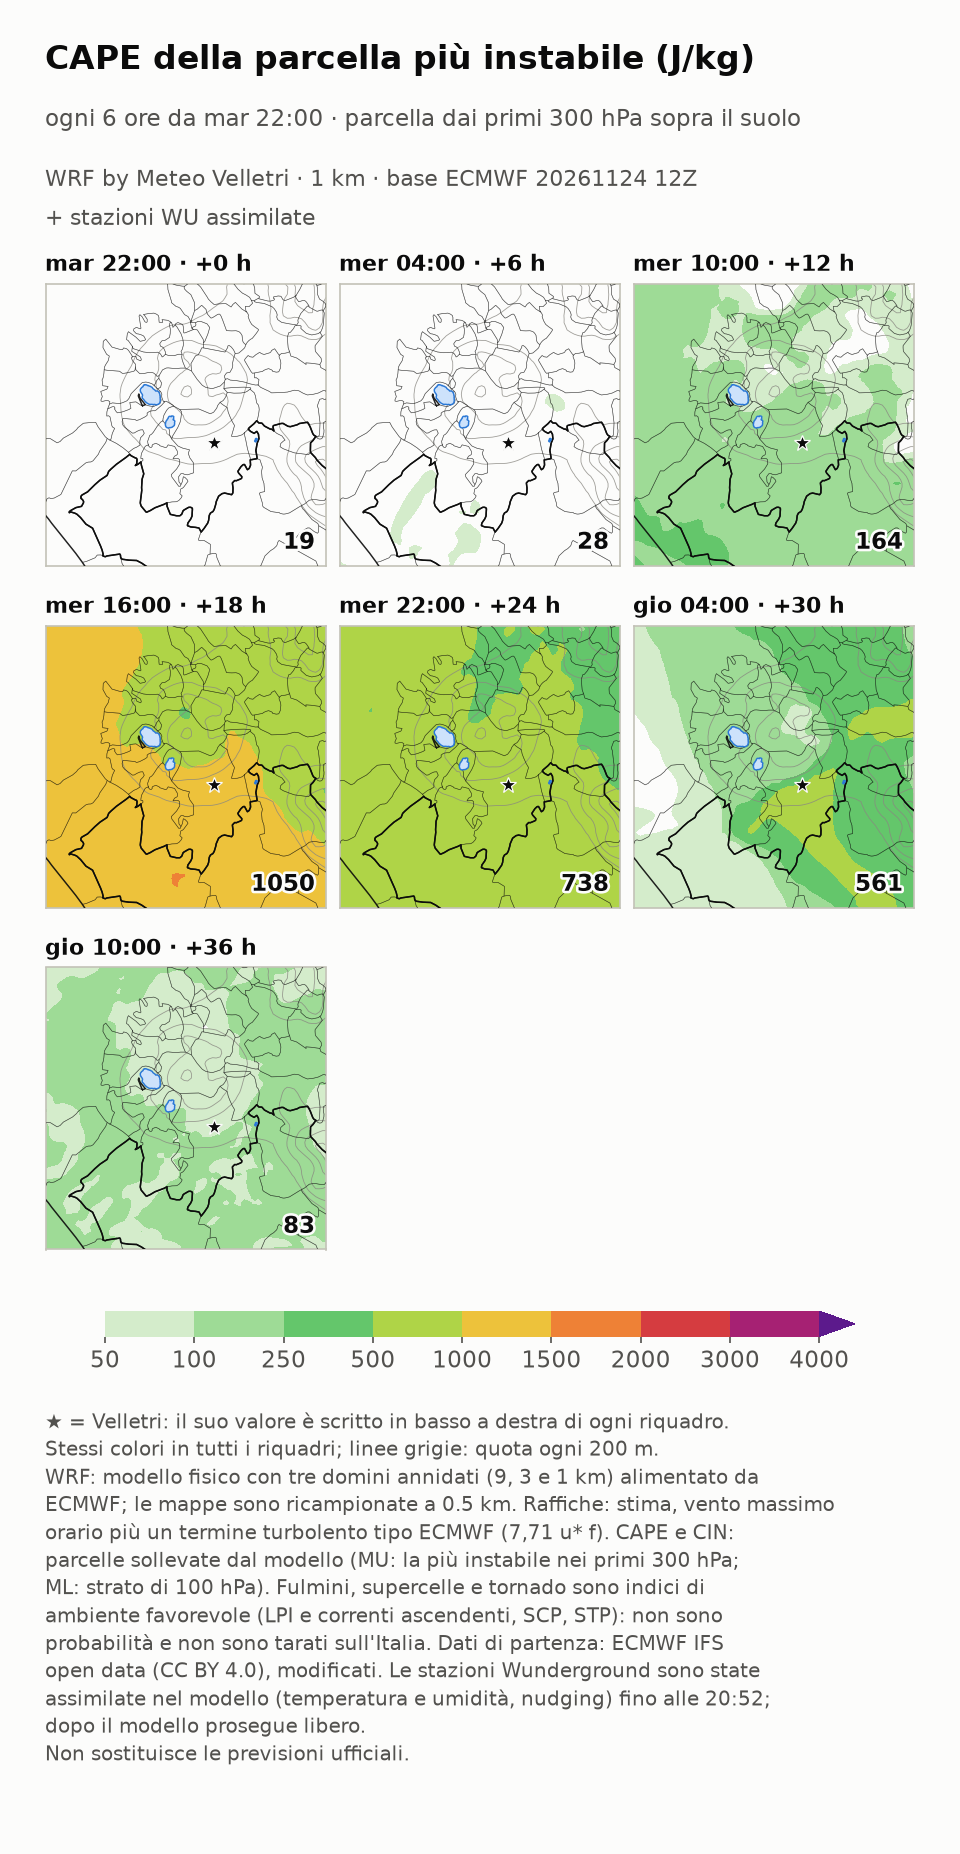 CAPE della parcella più instabile (J/kg)
ogni 6 ore da mar 22:00 · parcella dai primi 300 hPa sopra il suolo
WRF by Meteo Velletri · 1 km · base ECMWF 20261124 12Z
+ stazioni WU assimilate
mar 22:00 · +0 h
mer 04:00 · +6 h
mer 10:00 · +12 h
19
28
164
mer 16:00 · +18 h
mer 22:00 · +24 h
gio 04:00 · +30 h
1050
738
561
gio 10:00 · +36 h
83
50 100 250 500 1000 1500 2000 3000 4000
★ = Velletri: il suo valore è scritto in basso a destra di ogni riquadro.
Stessi colori in tutti i riquadri; linee grigie: quota ogni 200 m.
WRF: modello fisico con tre domini annidati (9, 3 e 1 km) alimentato da
ECMWF; le mappe sono ricampionate a 0.5 km. Raffiche: stima, vento massimo
orario più un termine turbolento tipo ECMWF (7,71 u* f). CAPE e CIN:
parcelle sollevate dal modello (MU: la più instabile nei primi 300 hPa;
ML: strato di 100 hPa). Fulmini, supercelle e tornado sono indici di
ambiente favorevole (LPI e correnti ascendenti, SCP, STP): non sono
probabilità e non sono tarati sull'Italia. Dati di partenza: ECMWF IFS
open data (CC BY 4.0), modificati. Le stazioni Wunderground sono state
assimilate nel modello (temperatura e umidità, nudging) fino alle 20:52;
dopo il modello prosegue libero.
Non sostituisce le previsioni ufficiali.